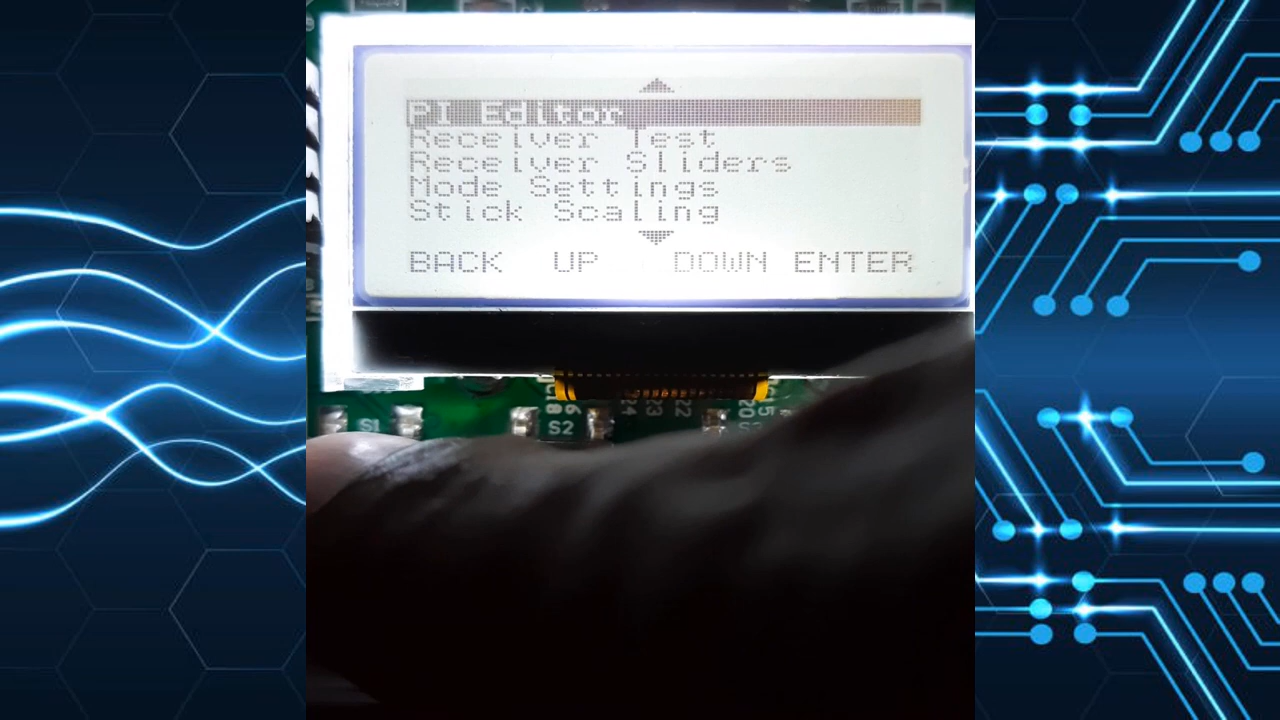 PI Editor
Receiver Test
Receiver Sliders
Mode Settings
Stick Scaling
BACK UP DOWN ENTER
S1
S2